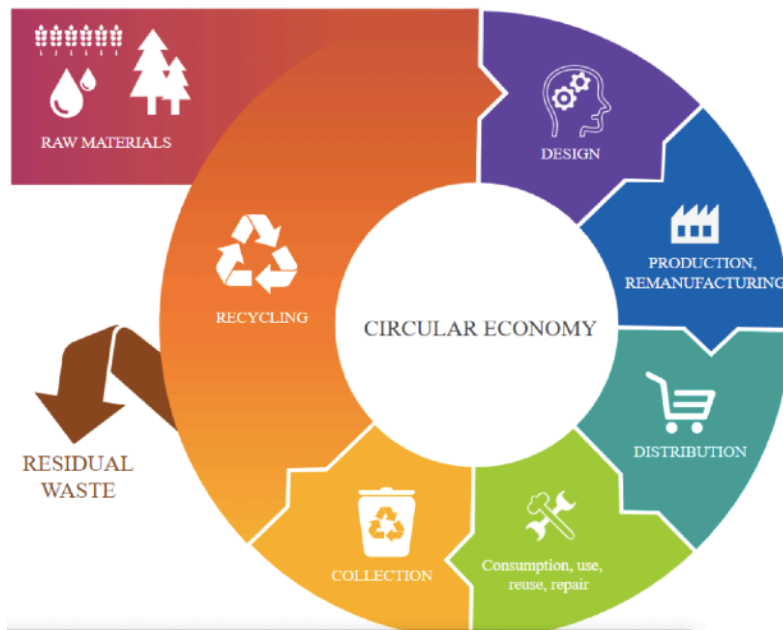 RAW MATERIALS
DESIGN
PRODUCTION,
REMANUFACTURING
RECYCLING
CIRCULAR ECONOMY
DISTRIBUTION
RESIDUAL
WASTE
COLLECTION
Consumption, use,
reuse, repair